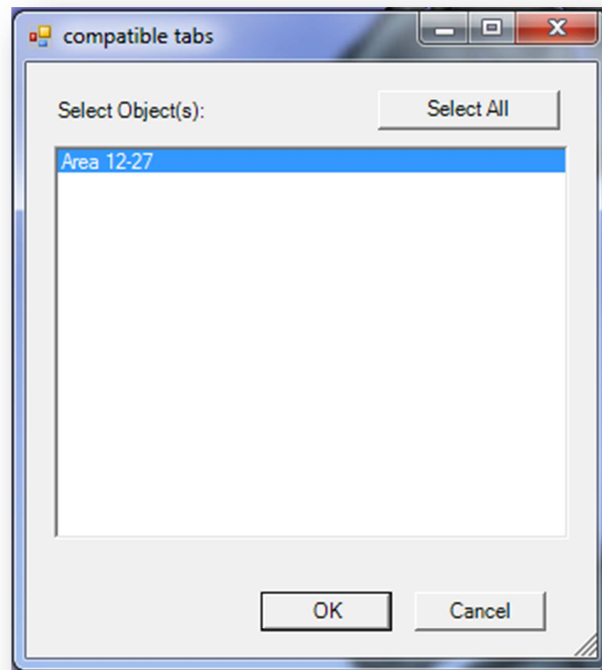 compatible tabs
Select Object(s):
Select All
Area 12-27
OK
Cancel